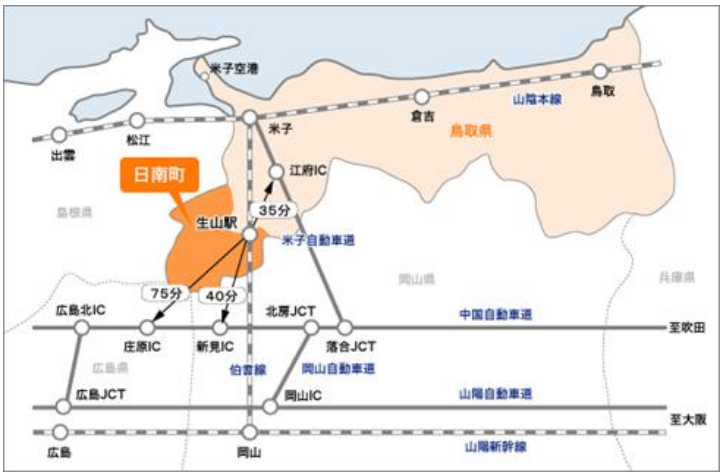 米子空港
鳥取
倉吉
山陰本線
米子
松江
出雲
鳥取県
日南町
江府IC
35分
島根県
生山駅
米子自動車道
岡山県
兵庫県
75分
40分
広島北IC
北房JCT
中国自動車道
至吹田
庄原IC
新見IC
落合JCT
広島県
伯耆線
岡山自動車道
広島JCT
岡山IC
山陽自動車道
至大阪
広島
岡山
山陽新幹線